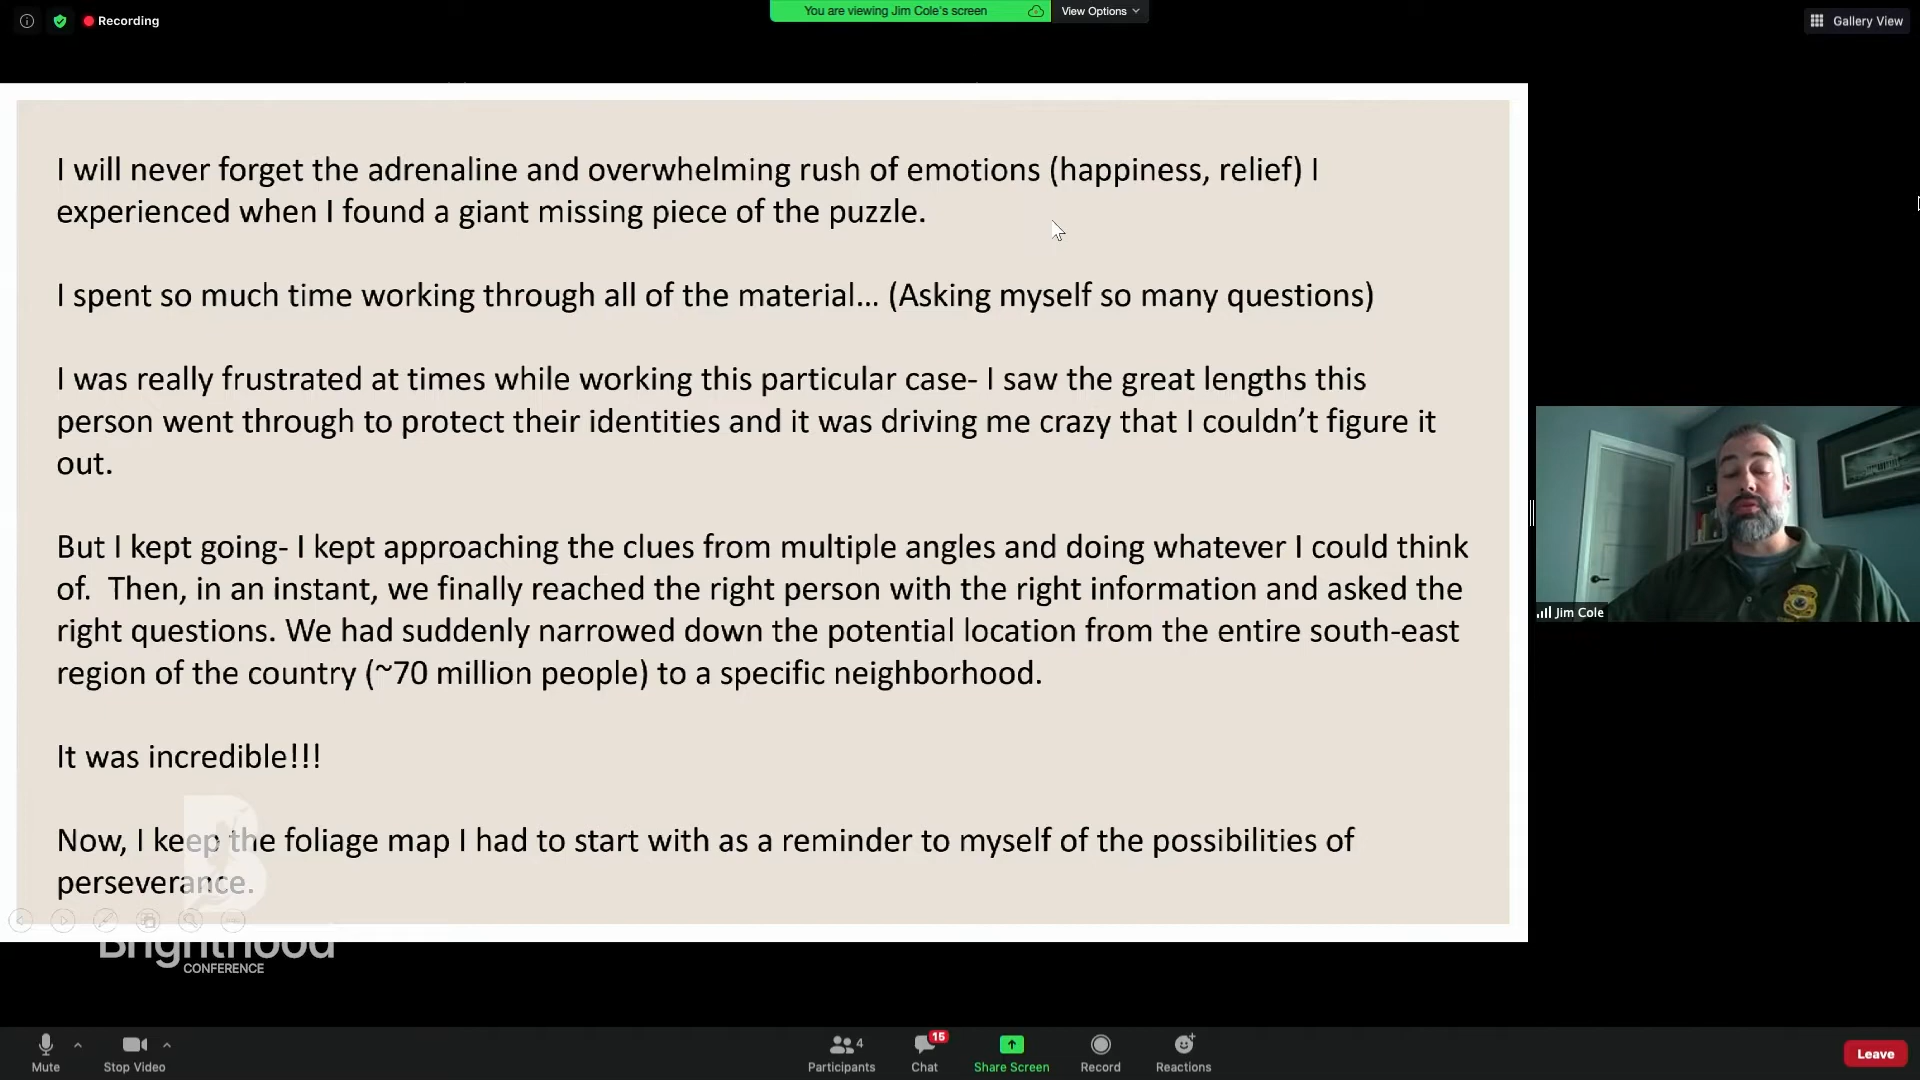 Recording
You are viewing Jim Cole's screen
View Options
Gallery View
I will never forget the adrenaline and overwhelming rush of emotions (happiness, relief) I
experienced when I found a giant missing piece of the puzzle.
I spent so much time working through all of the material... (Asking myself so many questions)
I was really frustrated at times while working this particular case- I saw the great lengths this
person went through to protect their identities and it was driving me crazy that I couldn’t figure it
out.
But I kept going- I kept approaching the clues from multiple angles and doing whatever I could think
of.  Then, in an instant, we finally reached the right person with the right information and asked the
right questions. We had suddenly narrowed down the potential location from the entire south-east
region of the country (~70 million people) to a specific neighborhood.
It was incredible!!!
Now, I keep the foliage map I had to start with as a reminder to myself of the possibilities of
perseverance.
Jim Cole
Brighthood
CONFERENCE
Mute
Stop Video
4
Participants
15
Chat
Share Screen
Record
Reactions
Leave